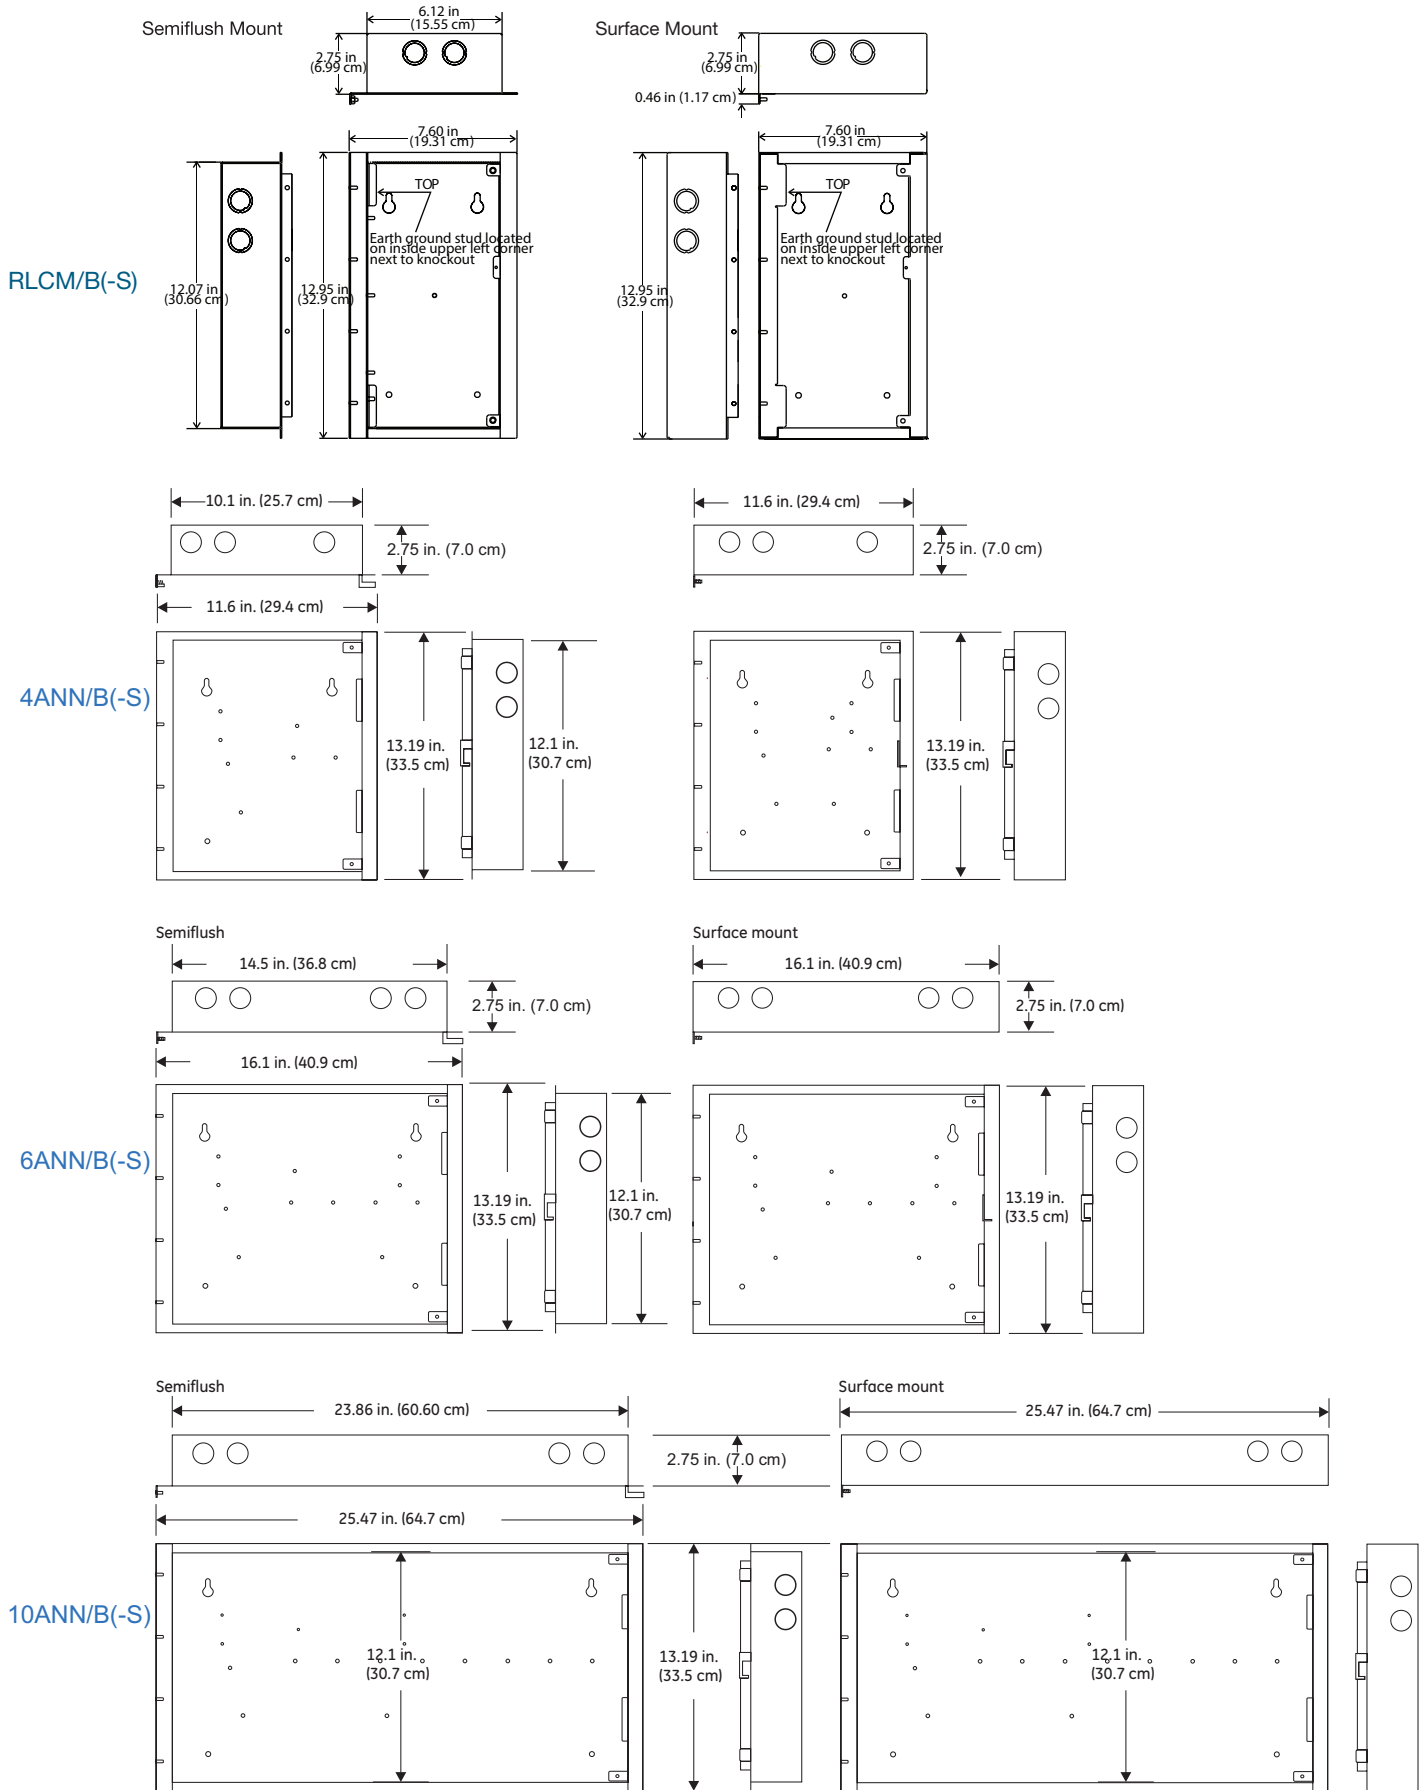 Semiflush Mount
6.12 in
(15.55 cm)
2.75 in
(6.99 cm)
Surface Mount
2.75 in
(6.99 cm)
0.46 in (1.17 cm)
RLCM/B(-S)
12.07 in
(30.66 cm)
7.60 in
(19.31 cm)
12.95 in
(32.9 cm)
TOP
Earth ground stud located
on inside upper left corner
next to knockout
12.95 in
(32.9 cm)
7.60 in
(19.31 cm)
TOP
Earth ground stud located
on inside upper left corner
next to knockout
10.1 in. (25.7 cm)
2.75 in. (7.0 cm)
11.6 in. (29.4 cm)
11.6 in. (29.4 cm)
2.75 in. (7.0 cm)
4ANN/B(-S)
13.19 in.
(33.5 cm)
12.1 in.
(30.7 cm)
13.19 in.
(33.5 cm)
Semiflush
14.5 in. (36.8 cm)
2.75 in. (7.0 cm)
16.1 in. (40.9 cm)
Surface mount
16.1 in. (40.9 cm)
2.75 in. (7.0 cm)
6ANN/B(-S)
13.19 in.
(33.5 cm)
12.1 in.
(30.7 cm)
13.19 in.
(33.5 cm)
Semiflush
23.86 in. (60.60 cm)
2.75 in. (7.0 cm)
25.47 in. (64.7 cm)
Surface mount
25.47 in. (64.7 cm)
10ANN/B(-S)
12.1 in.
(30.7 cm)
13.19 in.
(33.5 cm)
12.1 in.
(30.7 cm)